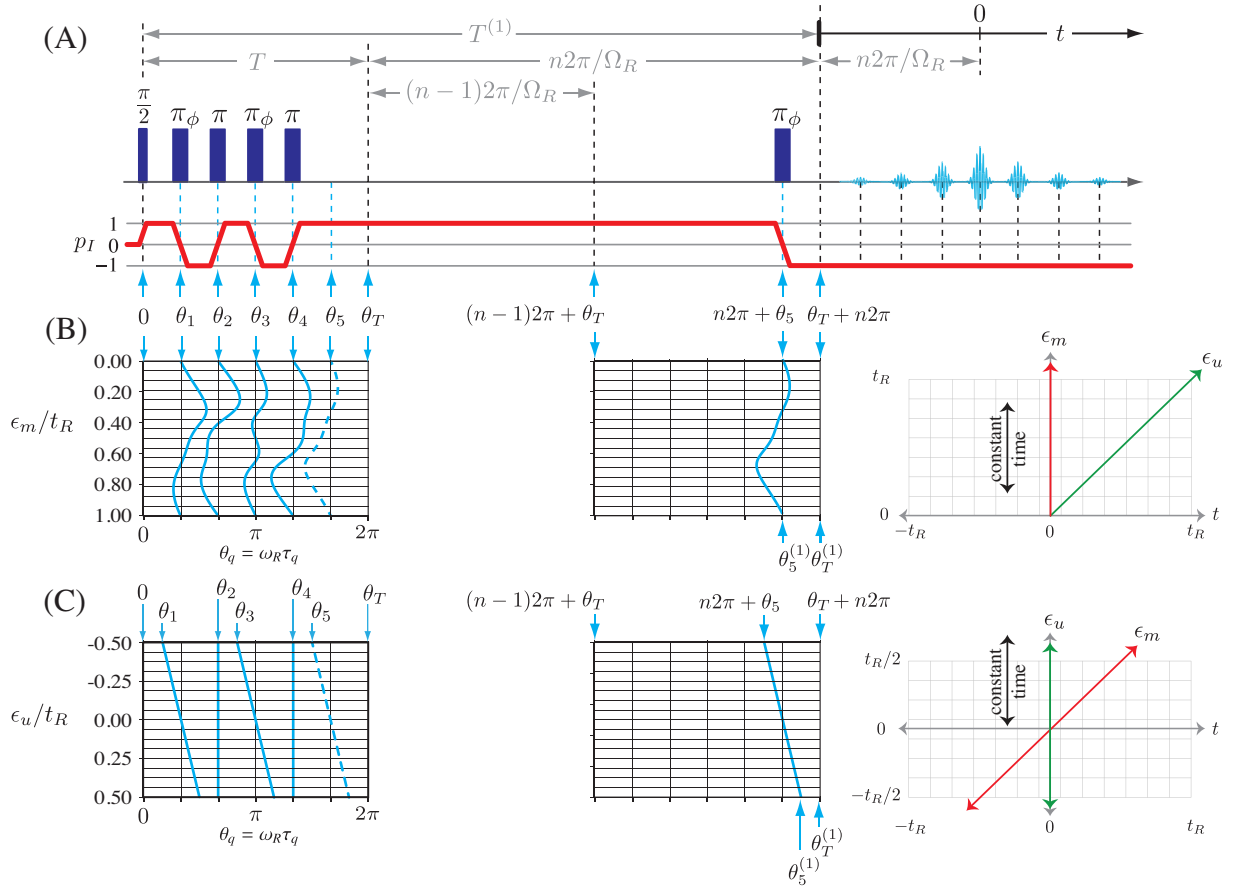 (A)
0
T^{(1)}
t
T
n2π/Ω_R
n2π/Ω_R
(n − 1)2π/Ω_R
π/2 π_ϕ π π_ϕ π π_ϕ
1
p_I 0
−1
0 θ_1 θ_2 θ_3 θ_4 θ_5 θ_T (n − 1)2π + θ_T n2π + θ_5 θ_T + n2π
(B)
0.00
0.20
0.40
ϵ_m/t_R
0.60
0.80
1.00
0 π 2π
θ_q = ω_Rτ_q
θ_5^{(1)} θ_T^{(1)}
ϵ_m
ϵ_u
t_R
constant
time
0
t
−t_R 0 t_R
(C)
0 θ_1 θ_2 θ_3 θ_4 θ_5 θ_T
(n − 1)2π + θ_T n2π + θ_5 θ_T + n2π
-0.50
-0.25
ϵ_u/t_R 0.00
0.25
0.50
0 π 2π
θ_q = ω_Rτ_q
θ_T^{(1)}
θ_5^{(1)}
ϵ_u
ϵ_m
t_R/2
constant
time
0
t
−t_R/2
−t_R 0 t_R